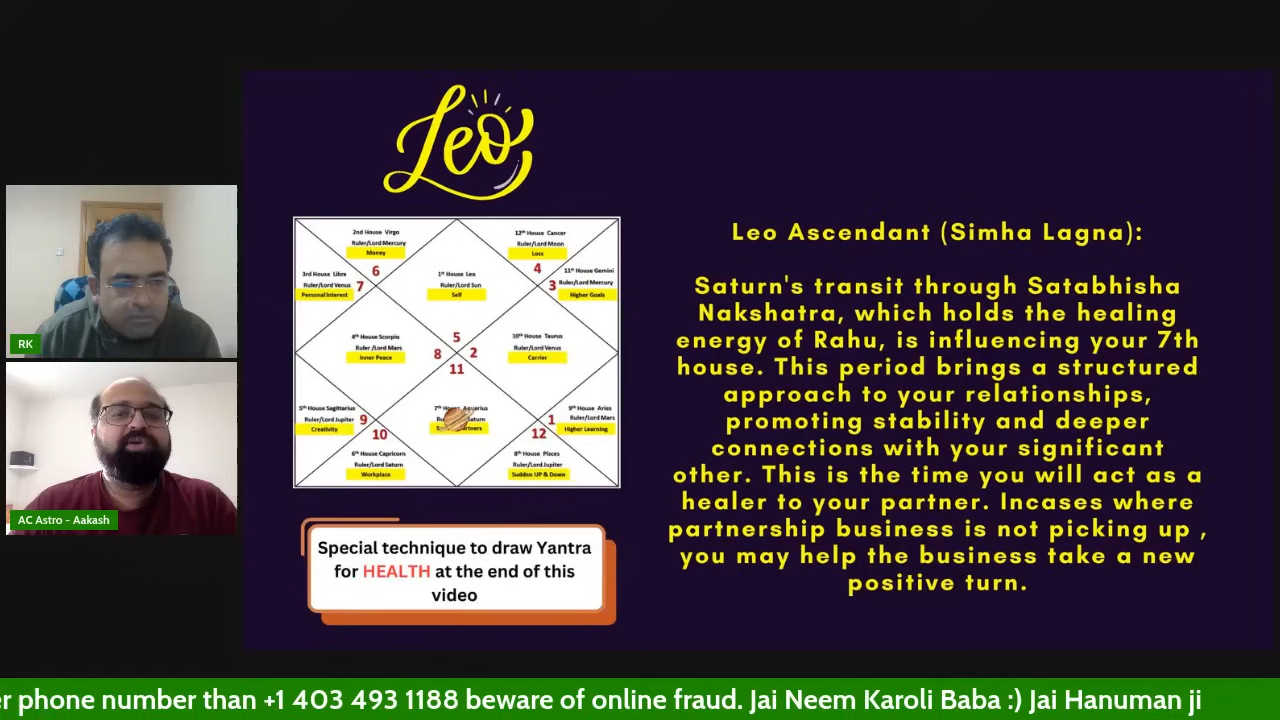 Leo
2nd House Virgo
Ruler/Lord Mercury
Money
12th House Cancer
Ruler/Lord Moon
Loss
3rd House Libra
Ruler/Lord Venus
Personal Interest
6
7
1st House Leo
Ruler/Lord Sun
Self
4
3
11st House Gemini
Ruler/Lord Mercury
Higher Goals
4th House Scorpio
Ruler /Lord Mars
Inner Peace
5
8 2
11
10th House Taurus
Ruler/Lord Venus
Carrier
5th House Sagittarius
Ruler/Lord Jupiter
Creativity
9
10
7th House Aquarius
1
12
9th House Aries
Ruler/Lord Mars
Higher Learning
6th House Capricorn
Ruler/Lord Saturn
Workplace
8th House Pisces
Ruler/Lord Jupiter
Sudden UP & Down
Special technique to draw Yantra
for HEALTH at the end of this
video
Leo Ascendant (Simha Lagna):
Saturn's transit through Satabhisha
Nakshatra, which holds the healing
energy of Rahu, is influencing your 7th
house. This period brings a structured
approach to your relationships,
promoting stability and deeper
connections with your significant
other. This is the time you will act as a
healer to your partner. Incases where
partnership business is not picking up ,
you may help the business take a new
positive turn.
RK
AC Astro - Aakash
phone number than +1 403 493 1188 beware of online fraud. Jai Neem Karoli Baba :) Jai Hanuman ji